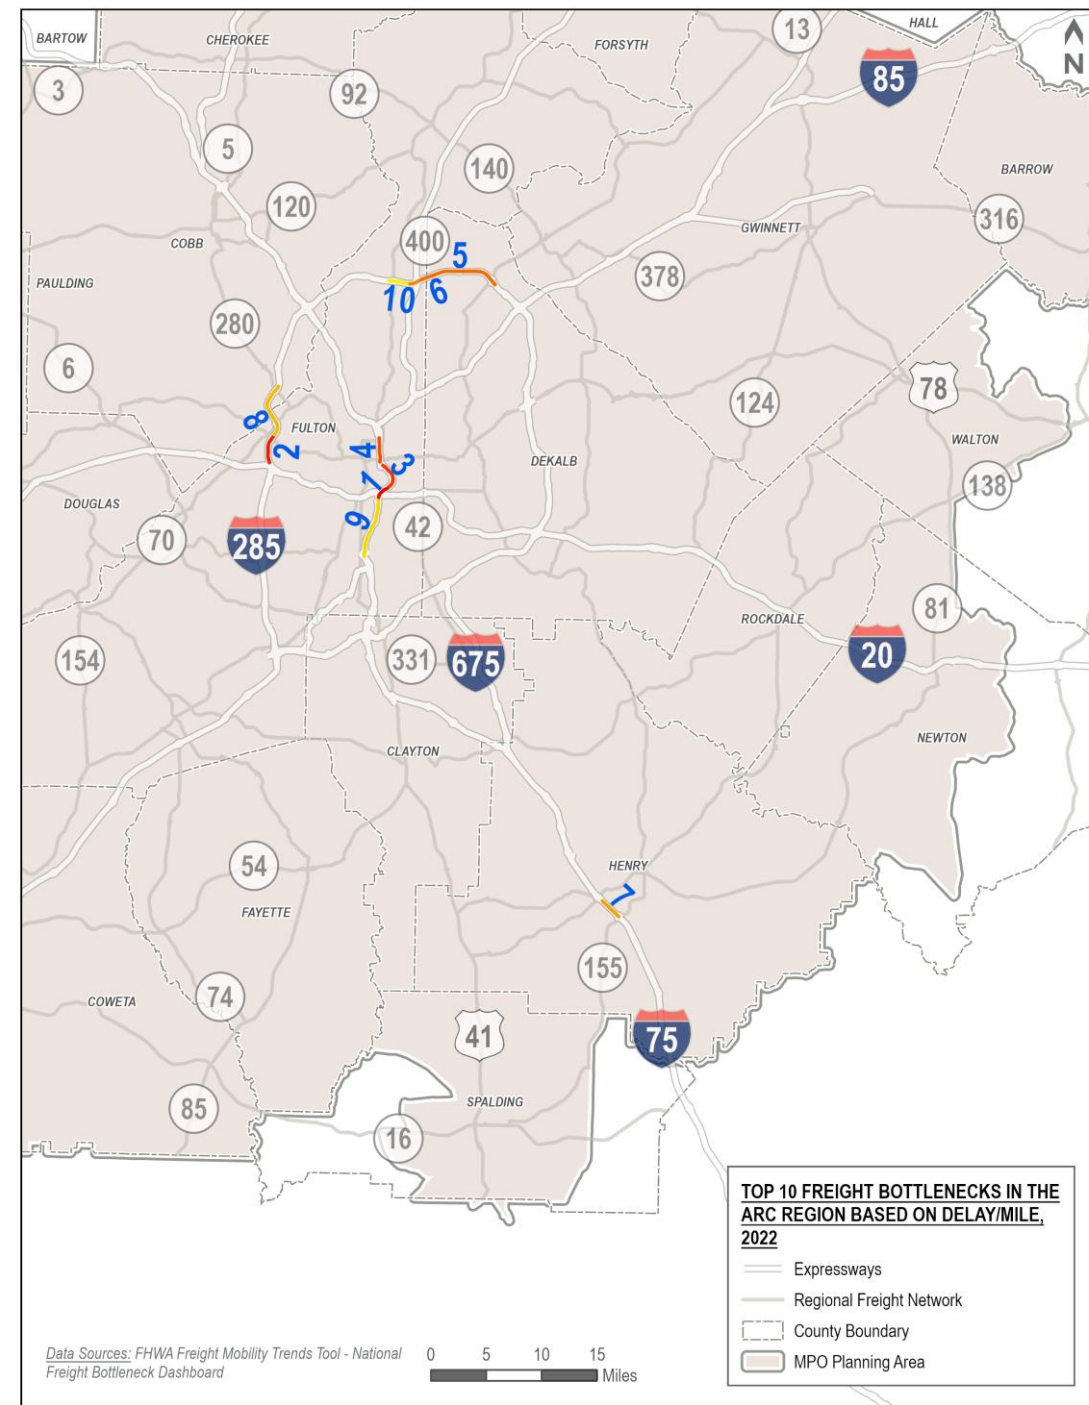 BARTOW
CHEROKEE
FORSYTH
13
HALL
N
3
92
85
5
140
BARROW
120
316
400
GWINNETT
COBB
5
378
PAULDING
10
6
280
6
78
124
8
FULTON
WALTON
2
4
3
DEKALB
1
138
DOUGLAS
9
42
70
285
81
ROCKDALE
154
331
675
20
NEWTON
CLAYTON
54
HENRY
7
FAYETTE
155
74
COWETA
41
75
SPALDING
85
16
TOP 10 FREIGHT BOTTLENECKS IN THE
ARC REGION BASED ON DELAY/MILE,
2022
Expressways
Regional Freight Network
County Boundary
MPO Planning Area
Data Sources: FHWA Freight Mobility Trends Tool - National
Freight Bottleneck Dashboard
0 5 10 15
Miles